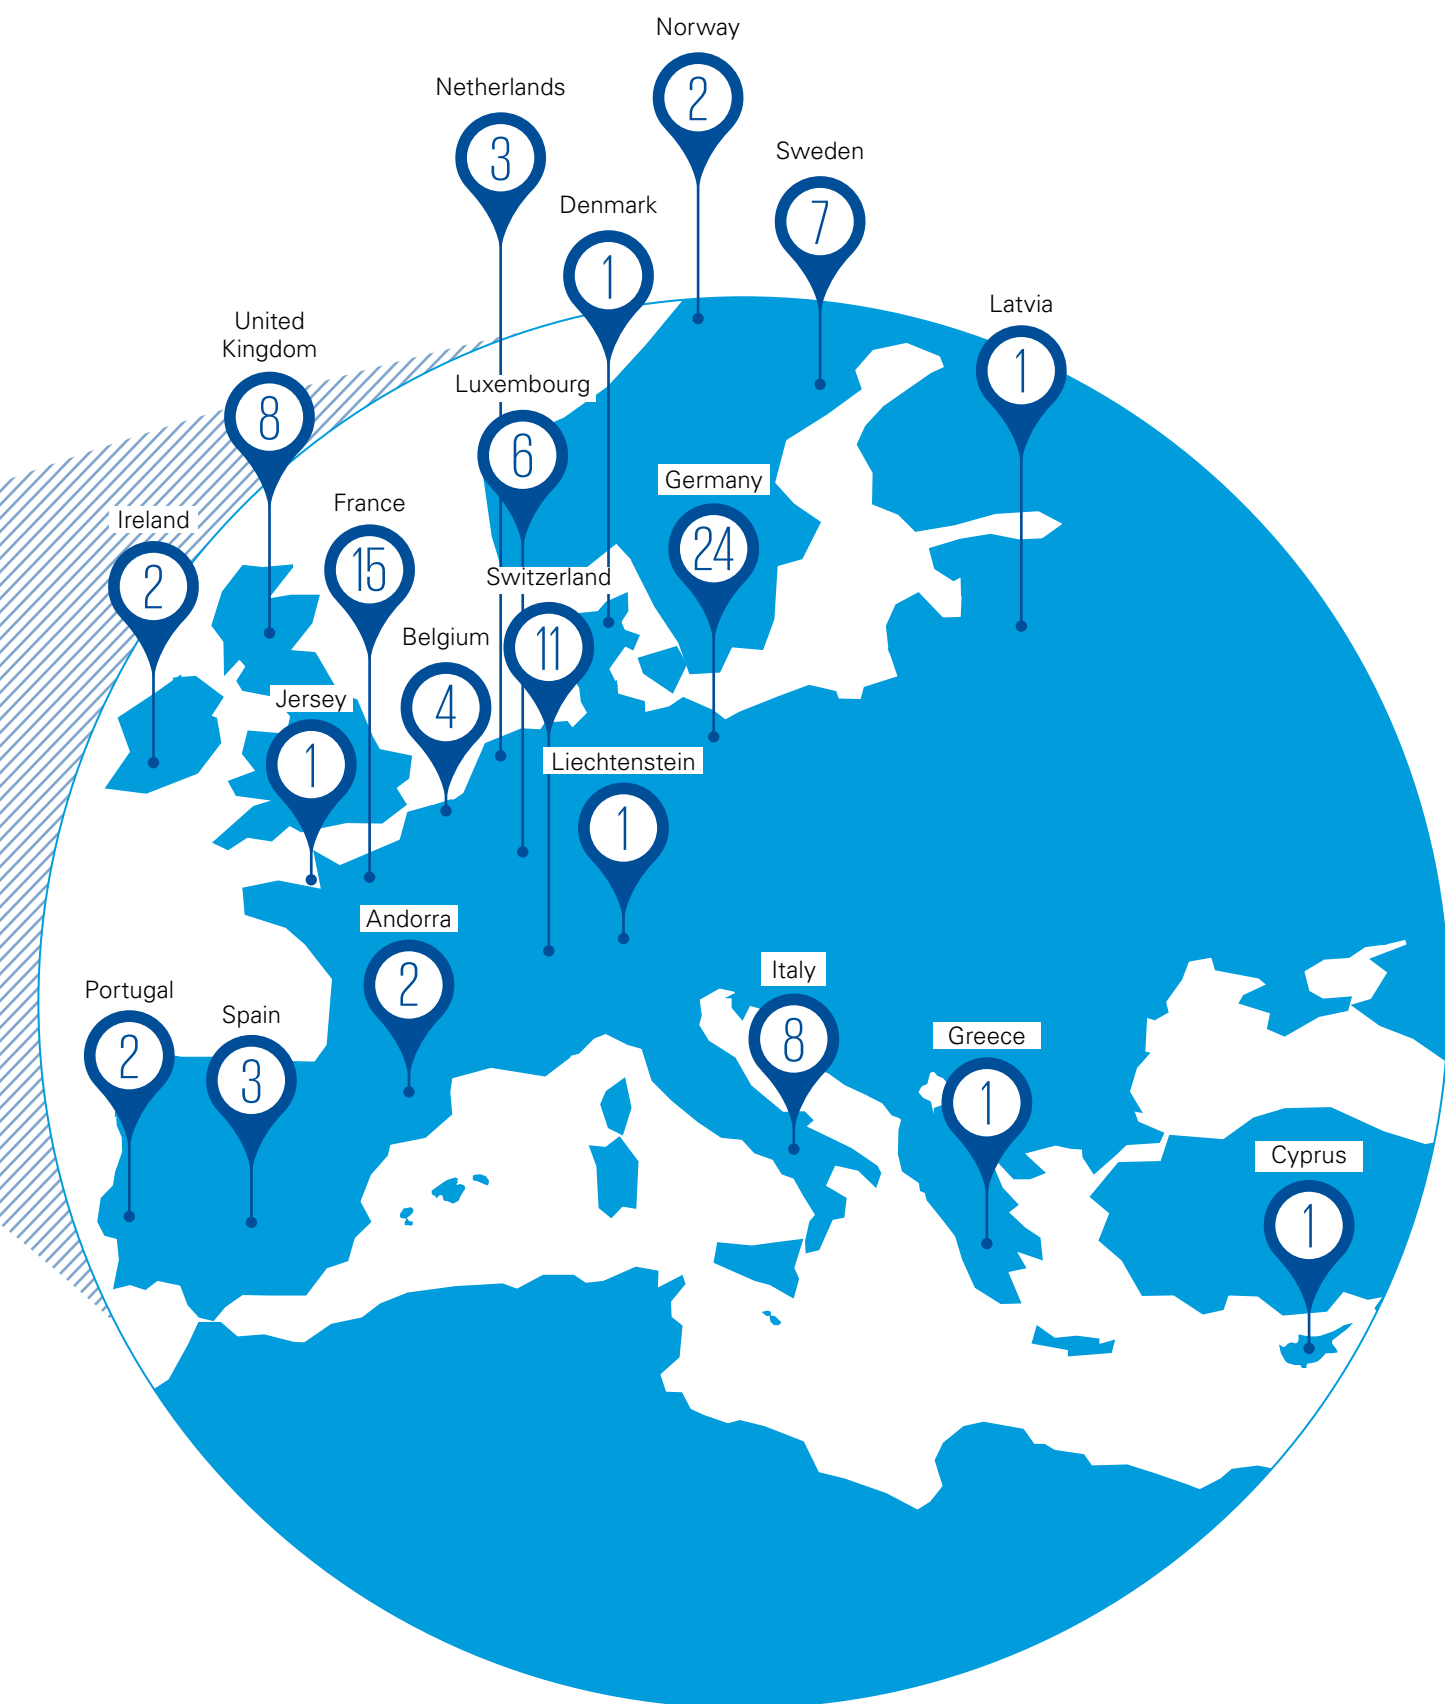 Norway
2
Netherlands
3
Sweden
7
Denmark
1
Latvia
1
United
Kingdom
8
Luxembourg
6
Germany
24
France
15
Ireland
2
Switzerland
11
Belgium
4
Jersey
1
Liechtenstein
1
Andorra
2
Italy
8
Portugal
2
Spain
3
Greece
1
Cyprus
1